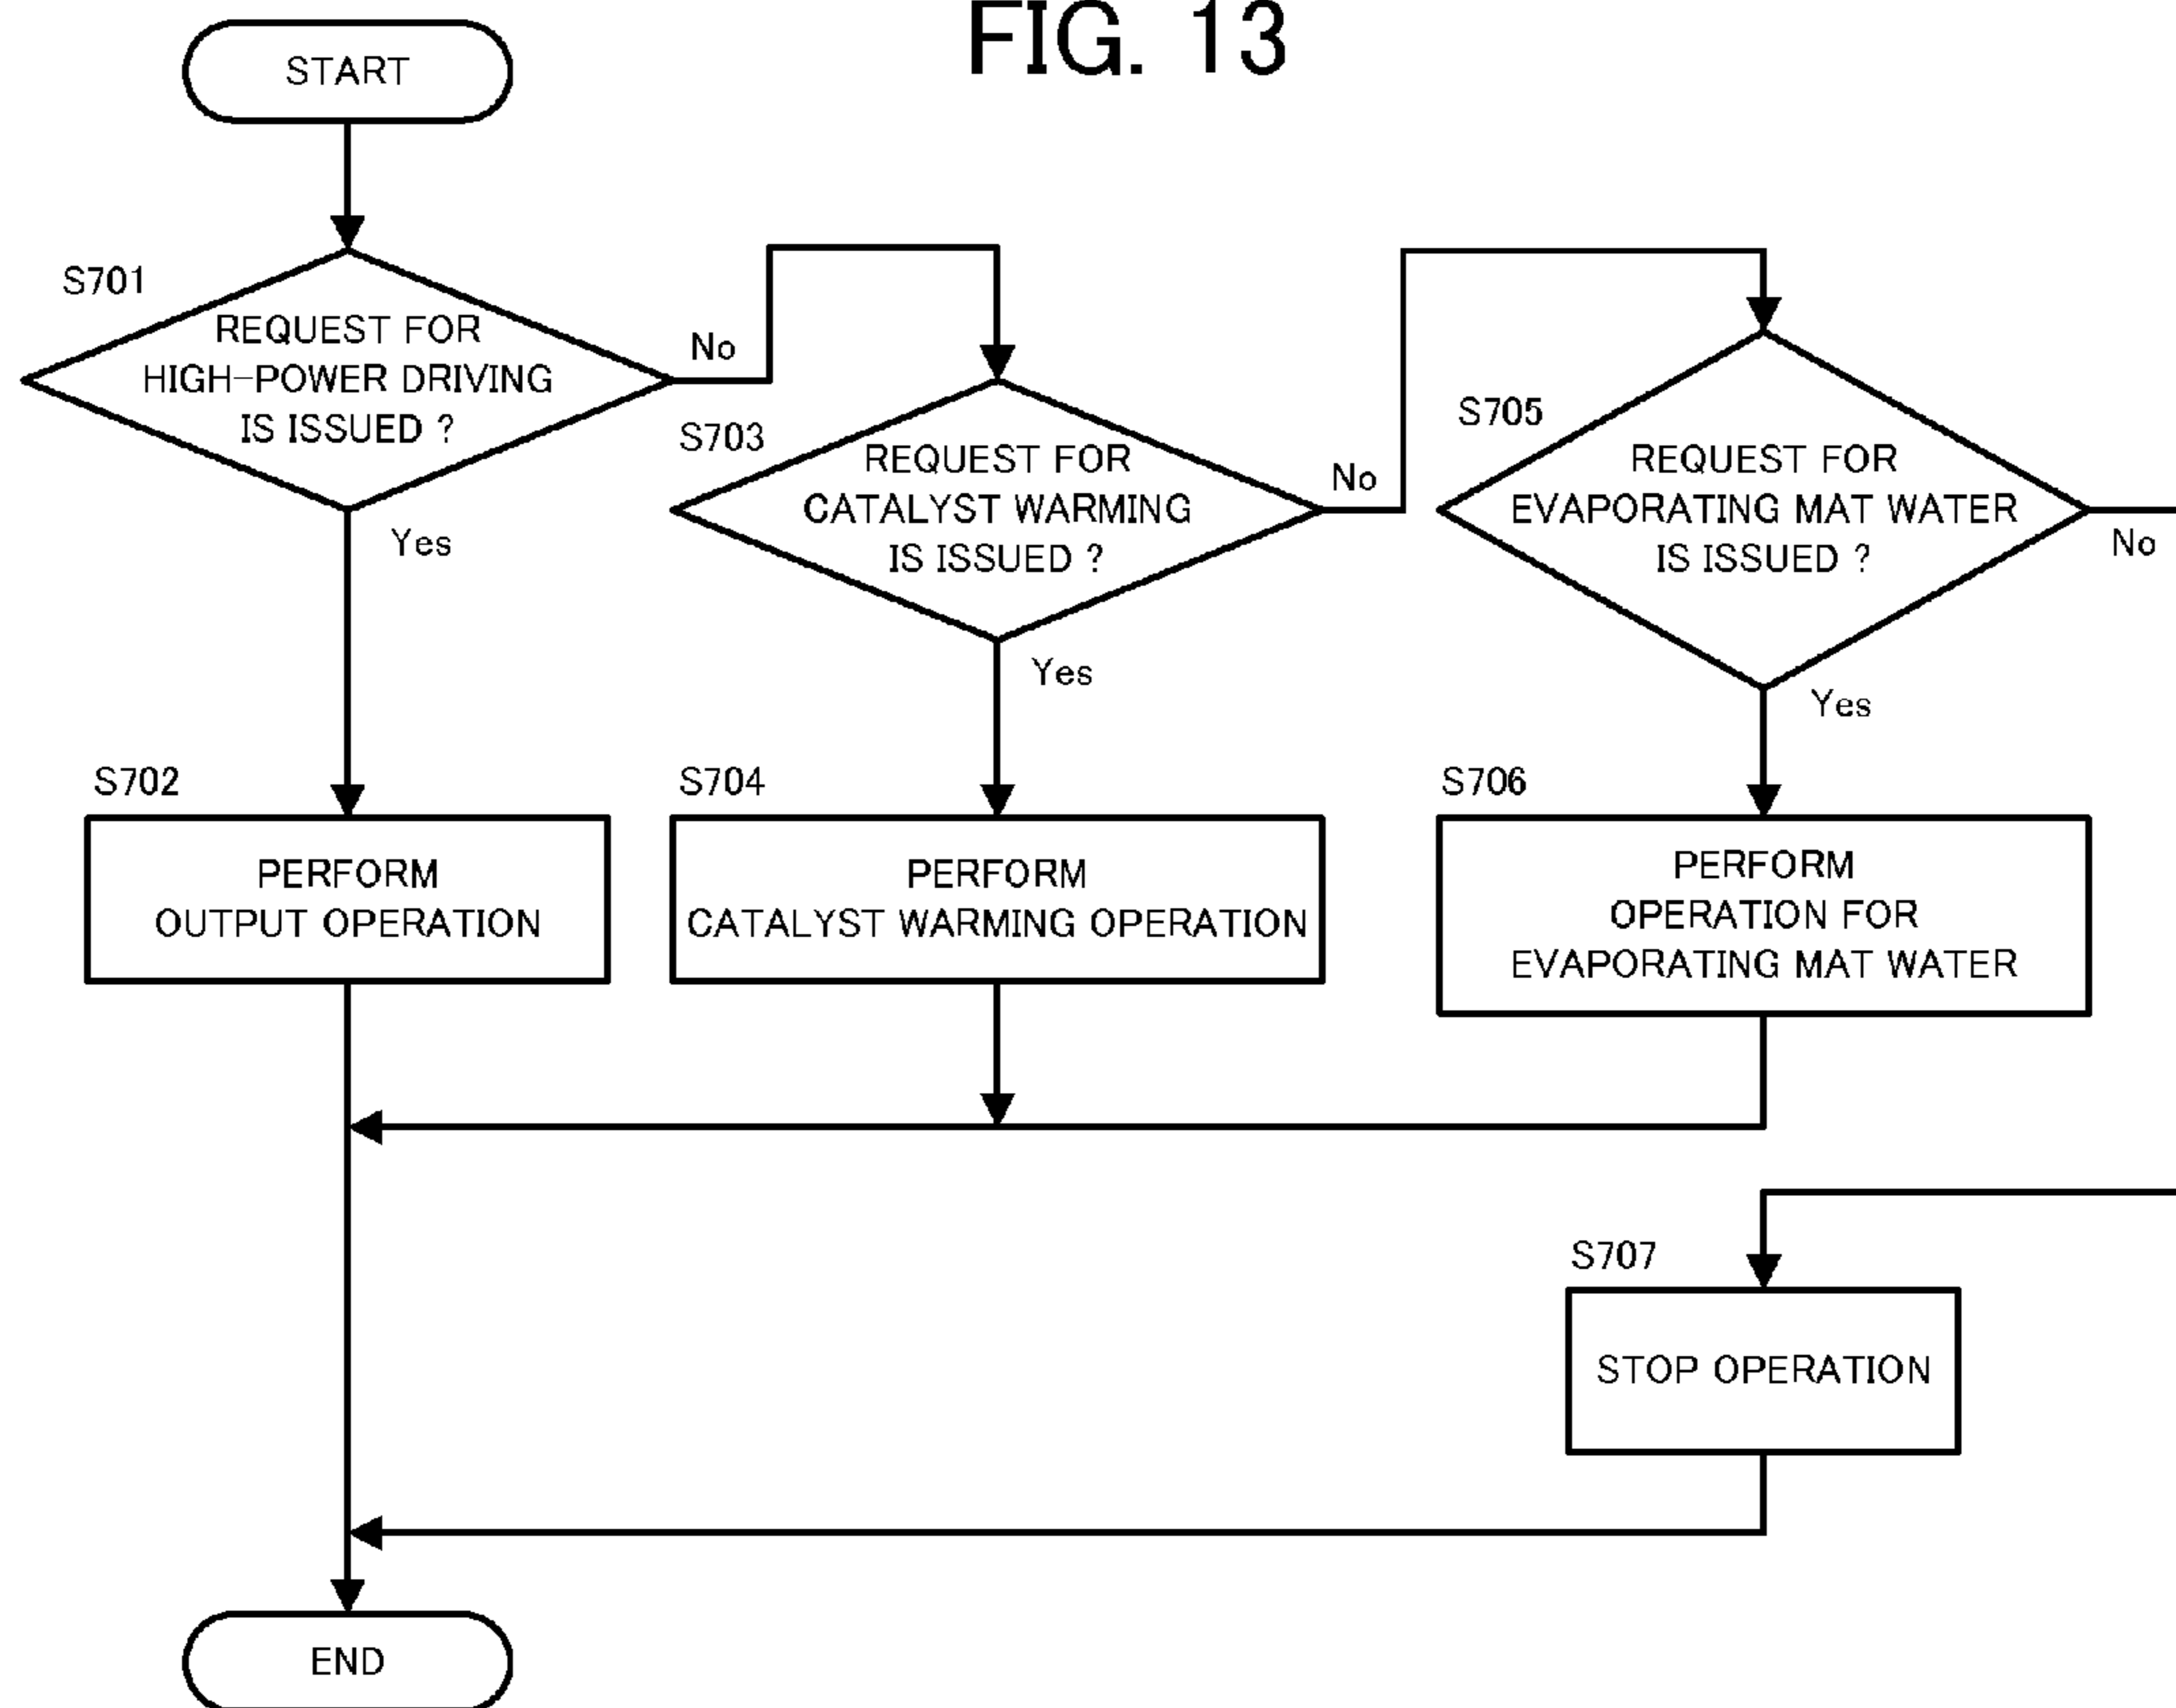 FIG. 13
START
S701
REQUEST FOR
HIGH-POWER DRIVING
IS ISSUED ?
No
Yes
S703
REQUEST FOR
CATALYST WARMING
IS ISSUED ?
No
Yes
S705
REQUEST FOR
EVAPORATING MAT WATER
IS ISSUED ?
No
Yes
S702
PERFORM
OUTPUT OPERATION
S704
PERFORM
CATALYST WARMING OPERATION
S706
PERFORM
OPERATION FOR
EVAPORATING MAT WATER
S707
STOP OPERATION
END